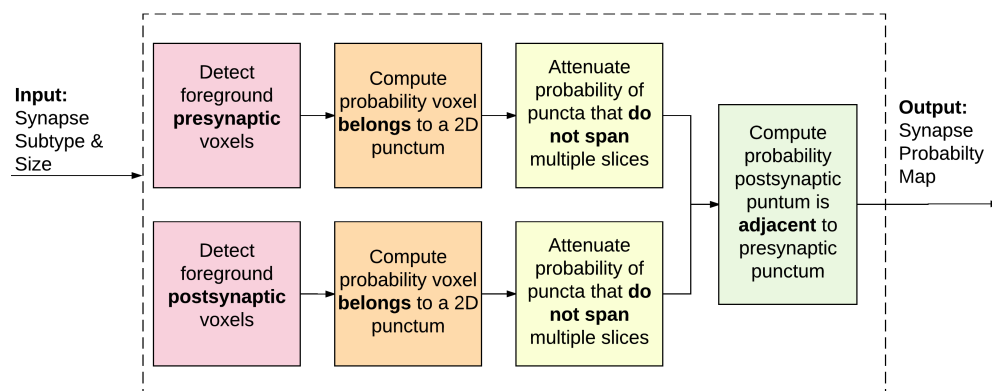 Input:
Synapse
Subtype &
Size
Detect
foreground
presynaptic
voxels
Compute
probability voxel
belongs to a 2D
punctum
Attenuate
probability of
puncta that do
not span
multiple slices
Detect
foreground
postsynaptic
voxels
Compute
probability voxel
belongs to a 2D
punctum
Attenuate
probability of
puncta that do
not span
multiple slices
Compute
probability
postsynaptic
puntum is
adjacent to
presynaptic
punctum
Output:
Synapse
Probabilty
Map